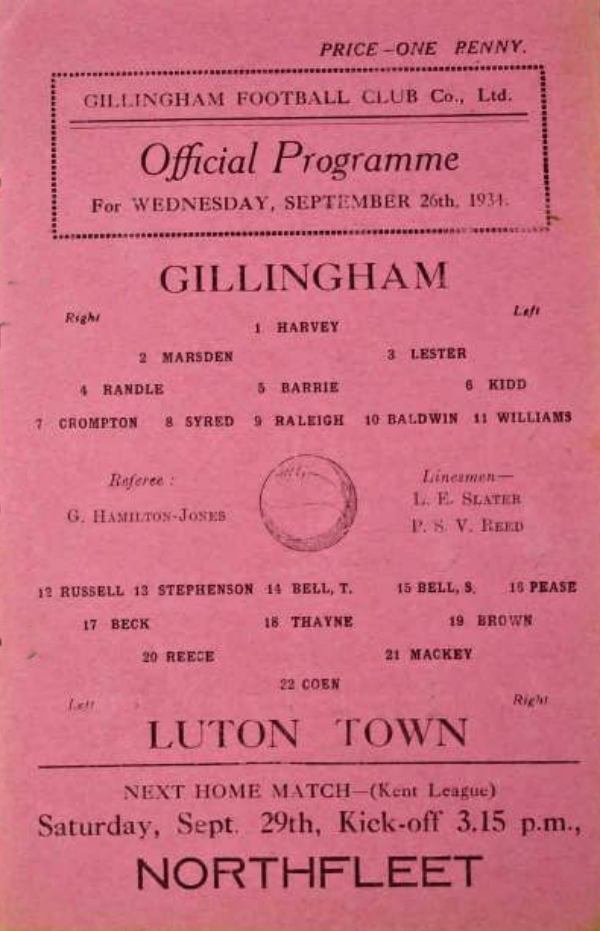 PRICE—ONE PENNY.
GILLINGHAM FOOTBALL CLUB Co., Ltd.
Official Programme
For WEDNESDAY, SEPTEMBER 26th, 1934.
GILLINGHAM
Right Left
1 HARVEY
2 MARSDEN 3 LESTER
4 RANDLE 5 BARRIE 6 KIDD
7 CROMPTON 8 SYRED 9 RALEIGH 10 BALDWIN 11 WILLIAMS
Referee : Linesmen—
G. HAMILTON-JONES L. E. SLATER
P. S. V. REED
12 RUSSELL 13 STEPHENSON 14 BELL, T. 15 BELL, S. 16 PEASE
17 BECK 18 THAYNE 19 BROWN
20 REECE 21 MACKEY
22 COEN
Left Right
LUTON TOWN
NEXT HOME MATCH—(Kent League)
Saturday, Sept. 29th, Kick-off 3.15 p.m.,
NORTHFLEET